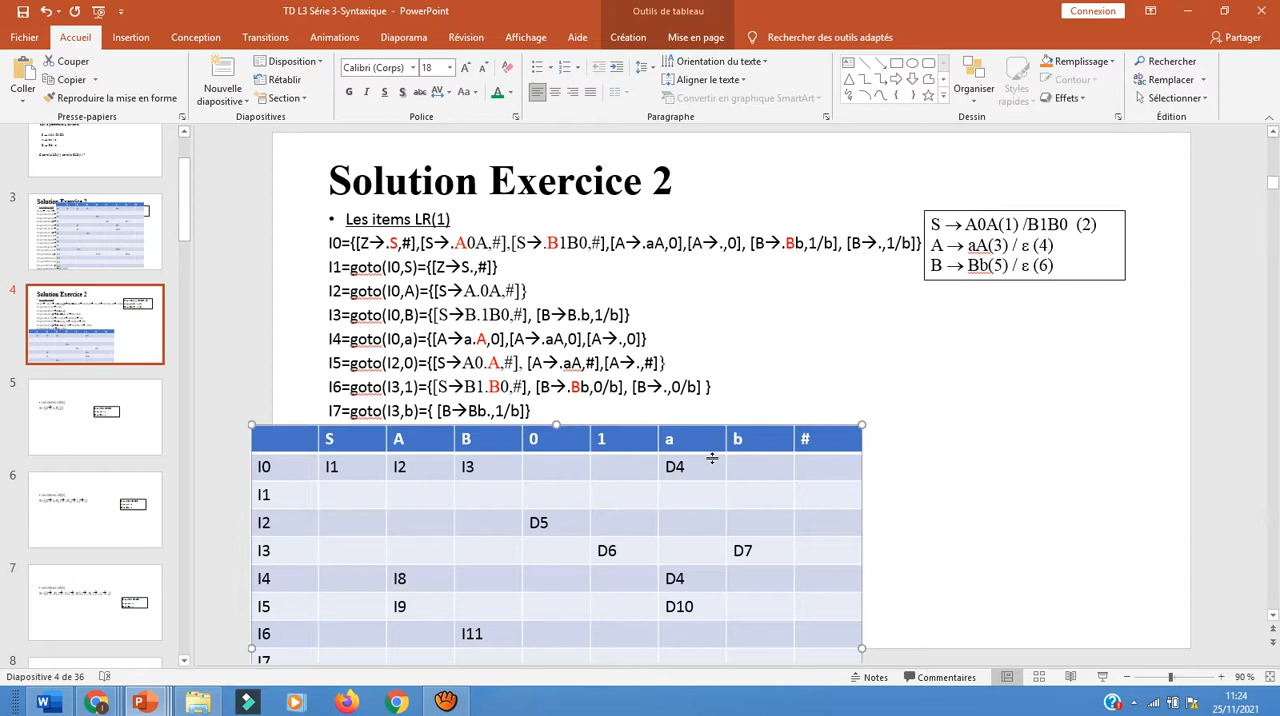 TD L3 Série 3-Syntaxique - PowerPoint
Outils de tableau
Connexion
Fichier Accueil Insertion Conception Transitions Animations Diaporama Révision Affichage Aide Création Mise en page Rechercher des outils adaptés Partager
Coller
Couper
Copier
Reproduire la mise en forme
Presse-papiers
Nouvelle diapositive
Disposition
Rétablir
Section
Diapositives
Calibri (Corps) 18
G I S S abc AV Aa A
Police
Paragraphe
Orientation du texte
Aligner le texte
Convertir en graphique SmartArt
Organiser
Styles rapides
Remplissage
Contour
Effets
Dessin
Rechercher
Remplacer
Sélectionner
Édition
3
4
5
6
7
8
Solution Exercice 2
• Les items LR(1)
I0={[Z→.S,#],[S→.A0A,#].[S→.B1B0,#],[A→.aA,0],[A→.,0], [B→.Bb,1/b], [B→.,1/b]}
I1=goto(I0,S)={[Z→S.,#]}
I2=goto(I0,A)={[S→A.0A,#]}
I3=goto(I0,B)={[S→B.1B0,#], [B→B.b,1/b]}
I4=goto(I0,a)={[A→a.A,0],[A→.aA,0],[A→.,0]}
I5=goto(I2,0)={[S→A0.A,#], [A→.aA,#],[A→.,#]}
I6=goto(I3,1)={[S→B1.B0,#], [B→.Bb,0/b], [B→.,0/b] }
I7=goto(I3,b)={ [B→Bb.,1/b]}
S → A0A(1) /B1B0 (2)
A → aA(3) / ε (4)
B → Bb(5) / ε (6)
S A B 0 1 a b #
I0 I1 I2 I3 D4
I1
I2 D5
I3 D6 D7
I4 I8 D4
I5 I9 D10
I6 I11
I7
Diapositive 4 de 36
Notes
Commentaires
90 %
11:24
25/11/2021